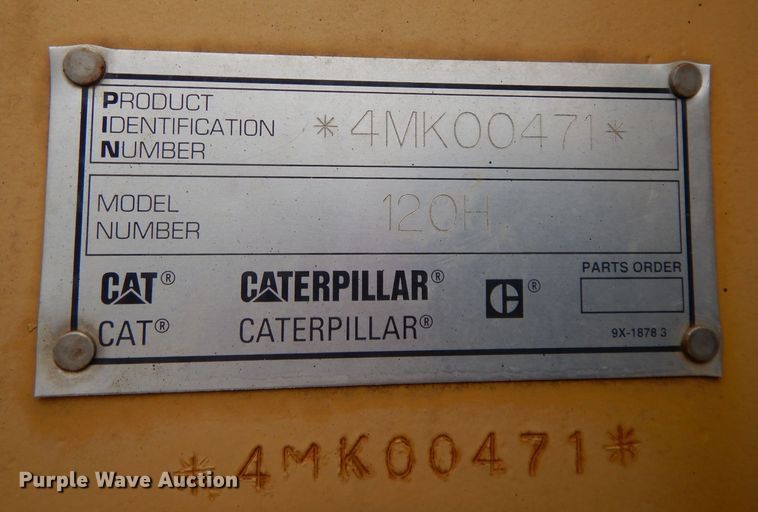 PRODUCT
IDENTIFICATION
NUMBER
*4MK00471*
MODEL
NUMBER
120H
CAT® CATERPILLAR® ®
CAT® CATERPILLAR®
PARTS ORDER
9X-1878 3
*4MK00471*
Purple Wave Auction